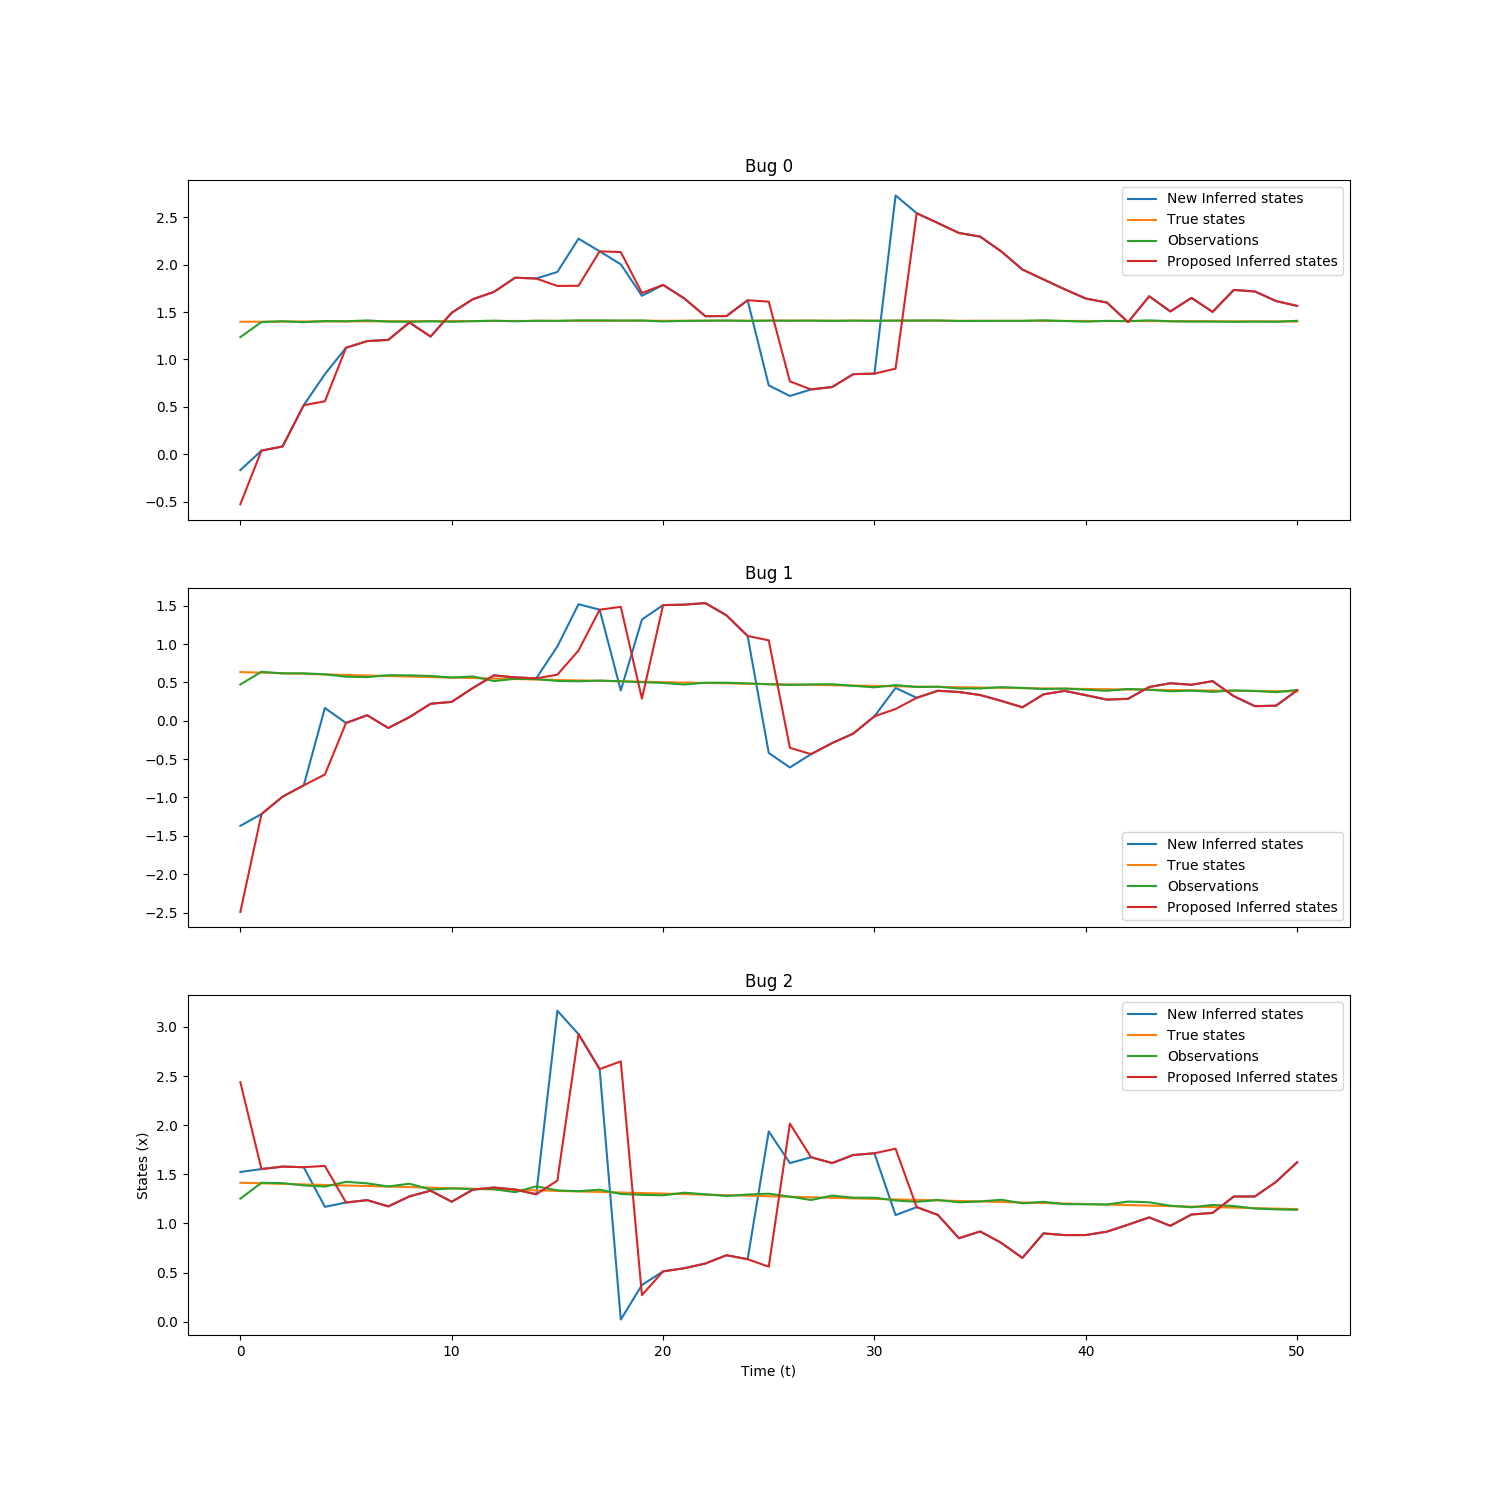 Bug 0
2.5
2.0
1.5
1.0
0.5
0.0
−0.5
New Inferred states
True states
Observations
Proposed Inferred states
Bug 1
1.5
1.0
0.5
0.0
−0.5
−1.0
−1.5
−2.0
−2.5
New Inferred states
True states
Observations
Proposed Inferred states
Bug 2
3.0
2.5
2.0
1.5
1.0
0.5
0.0
States (x)
New Inferred states
True states
Observations
Proposed Inferred states
0 10 20 30 40 50
Time (t)